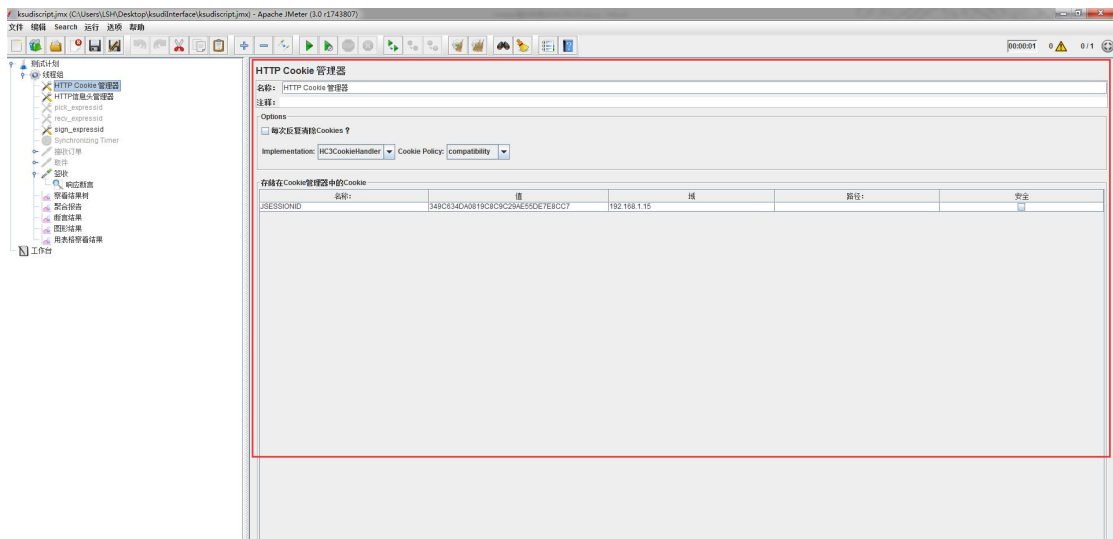 ksudiscript.jmx (C:\Users\LSH\Desktop\ksudiInterface\ksudiscript.jmx) - Apache JMeter (3.0 r1743807)
文件 编辑 Search 运行 选项 帮助
00:00:01 0 0/1
测试计划
线程组
HTTP Cookie 管理器
HTTP信息头管理器
pick_expressid
recv_expressid
sign_expressid
Synchronizing Timer
接收订单
取件
签收
响应断言
察看结果树
聚合报告
断言结果
图形结果
用表格察看结果
工作台
HTTP Cookie 管理器
名称: HTTP Cookie 管理器
注释:
Options
每次反复清除Cookies ?
Implementation: HC3CookieHandler Cookie Policy: compatibility
存储在Cookie管理器中的Cookie
名称: 值 域 路径: 安全
JSESSIONID 349C634DA0819C8C9C29AE55DE7E8CC7 192.168.1.15